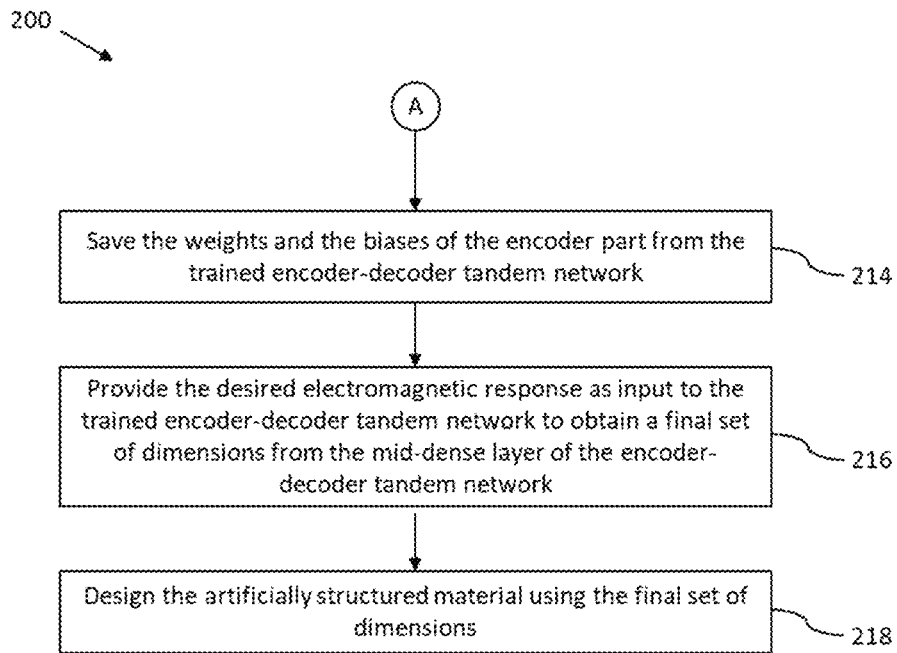 200
A
Save the weights and the biases of the encoder part from the
trained encoder-decoder tandem network
214
Provide the desired electromagnetic response as input to the
trained encoder-decoder tandem network to obtain a final set
of dimensions from the mid-dense layer of the encoder-
decoder tandem network
216
Design the artificially structured material using the final set of
dimensions
218